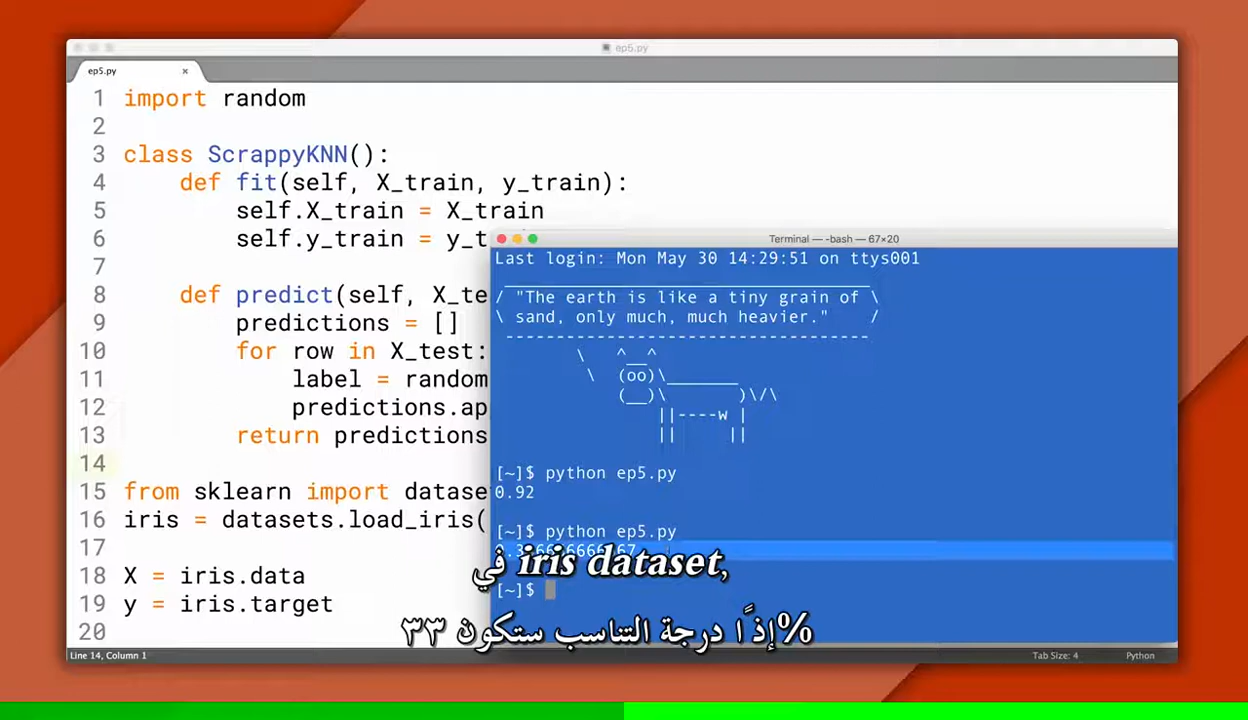 ep5.py
ep5.py ×
1 import random
2
3 class ScrappyKNN():
4 def fit(self, X_train, y_train):
5 self.X_train = X_train
6 self.y_train = y_t
7
8 def predict(self, X_te
9 predictions = []
10 for row in X_test:
11 label = random
12 predictions.ap
13 return predictions
14
15 from sklearn import datase
16 iris = datasets.load_iris(
17
18 X = iris.data
19 y = iris.target
20
Line 14, Column 1
Tab Size: 4
Python
Terminal — -bash — 67×20
Last login: Mon May 30 14:29:51 on ttys001
/ "The earth is like a tiny grain of \
\ sand, only much, much heavier." /
-------------------------------------
\ ^__^
\ (oo)\_______
(__)\ )\/\
||----w |
|| ||
[~]$ python ep5.py
0.92
[~]$ python ep5.py
[~]$
في iris dataset,
إذًا درجة التناسب ستكون ٣٣%